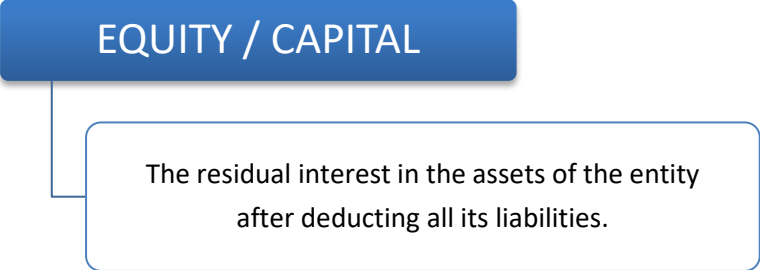 EQUITY / CAPITAL
The residual interest in the assets of the entity
after deducting all its liabilities.